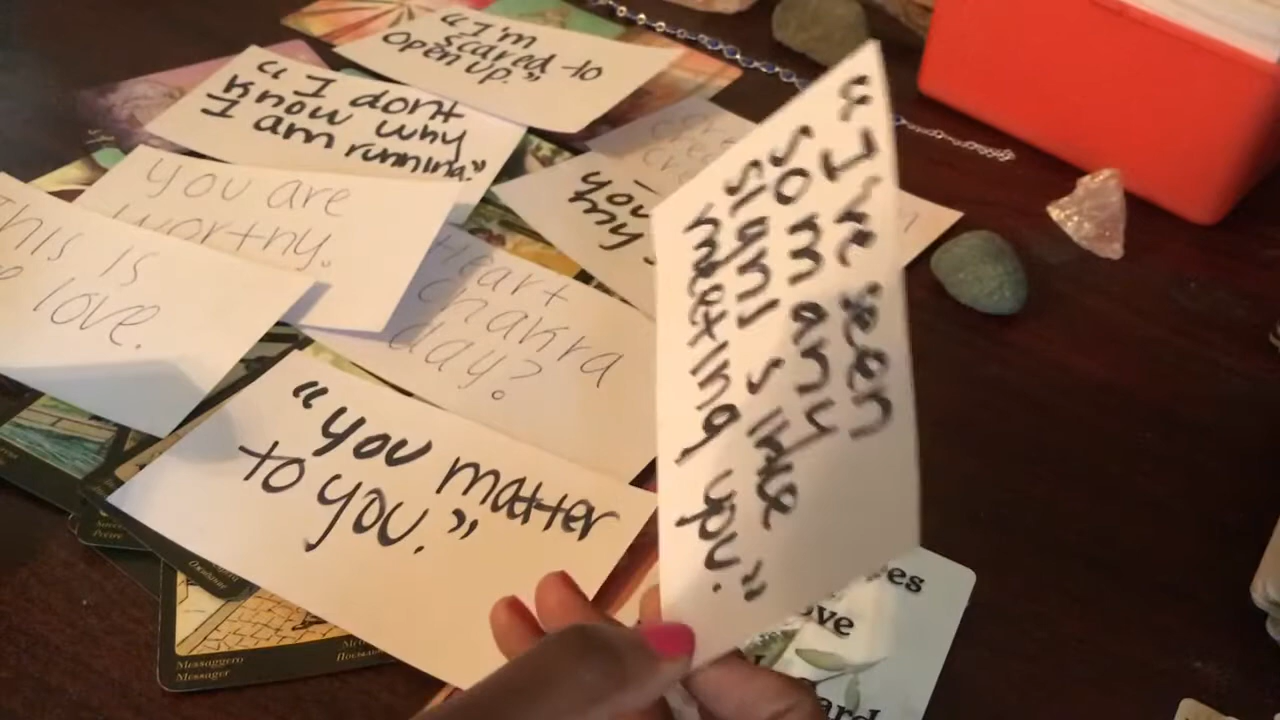 "I'm
scared to
open up."
"I dont
know why
I am running."
you are
worthy.
This is
love.
Heart
chakra
day?
you
my
"You matter
to you."
"I've seen
so many
signs like
meeting you."
Messaggero
Messenger